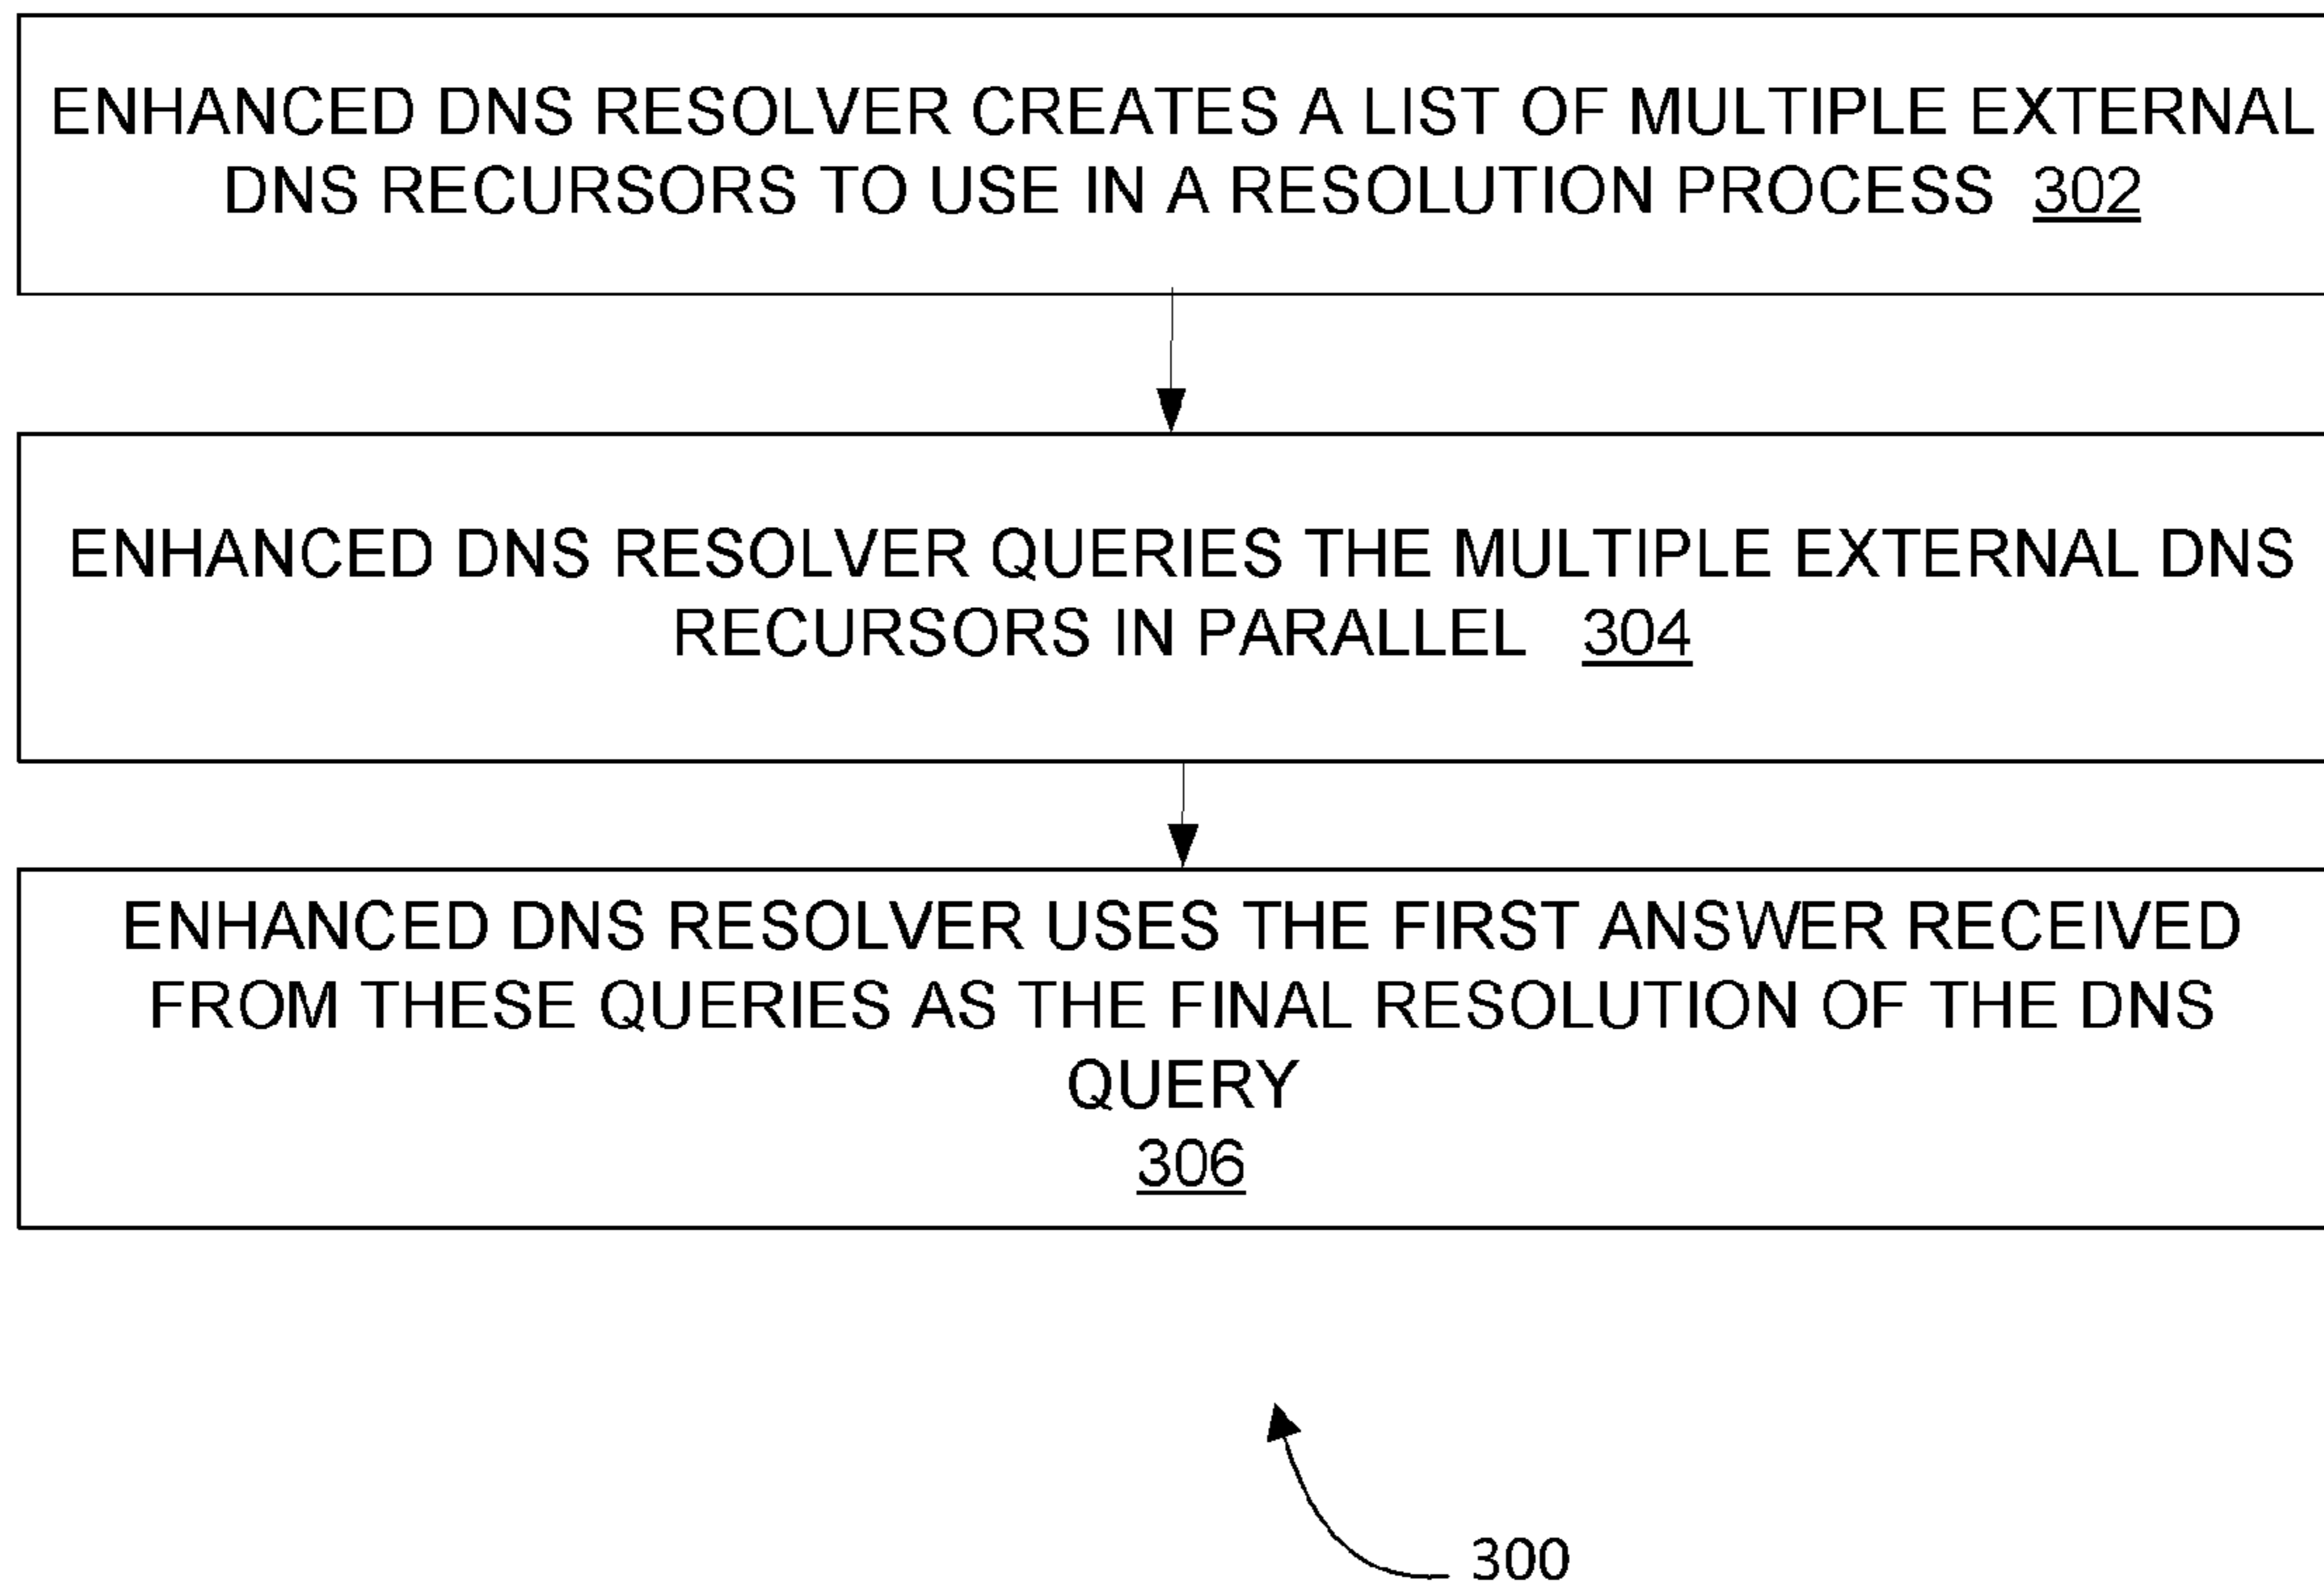 ENHANCED DNS RESOLVER CREATES A LIST OF MULTIPLE EXTERNAL
DNS RECURSORS TO USE IN A RESOLUTION PROCESS 302
ENHANCED DNS RESOLVER QUERIES THE MULTIPLE EXTERNAL DNS
RECURSORS IN PARALLEL 304
ENHANCED DNS RESOLVER USES THE FIRST ANSWER RECEIVED
FROM THESE QUERIES AS THE FINAL RESOLUTION OF THE DNS
QUERY
306
300